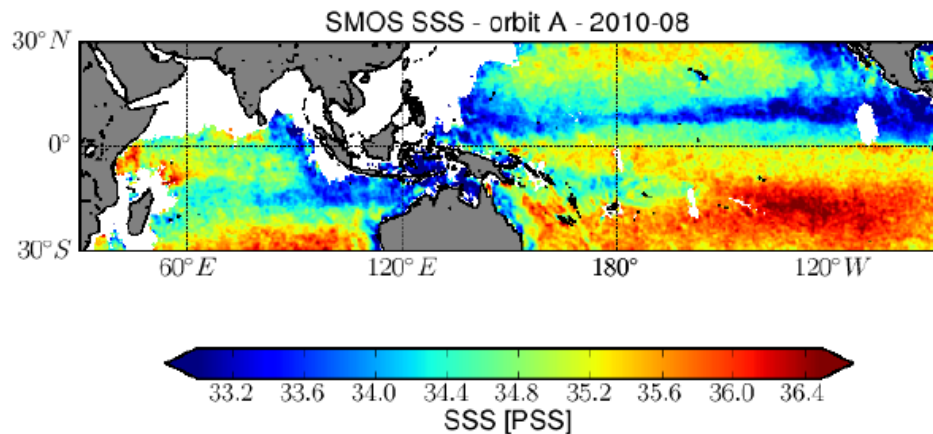 SMOS SSS - orbit A - 2010-08
30°N
0°
30°S
60°E 120°E 180° 120°W
33.2 33.6 34.0 34.4 34.8 35.2 35.6 36.0 36.4
SSS [PSS]